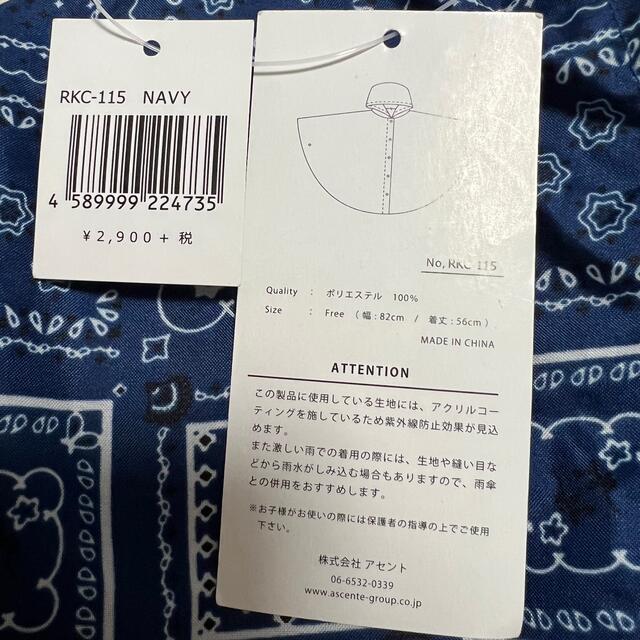 RKC-115 NAVY
4 589999 224735
¥2,900+ 税
No, RKC-115
Quality : ポリエステル 100%
Size : Free （ 幅 : 82cm / 着丈 : 56cm ）
MADE IN CHINA
ATTENTION
この製品に使用している生地には、アクリルコー
ティングを施しているため紫外線防止効果が見込
めます。
また激しい雨での着用の際には、生地や縫い目な
どから雨水がしみ込む場合もありますので、雨傘
との併用をおすすめします。
※お子様がお使いの際には保護者の指導の上でご使用
下さい。
株式会社 アセント
06-6532-0339
www.ascente-group.co.jp